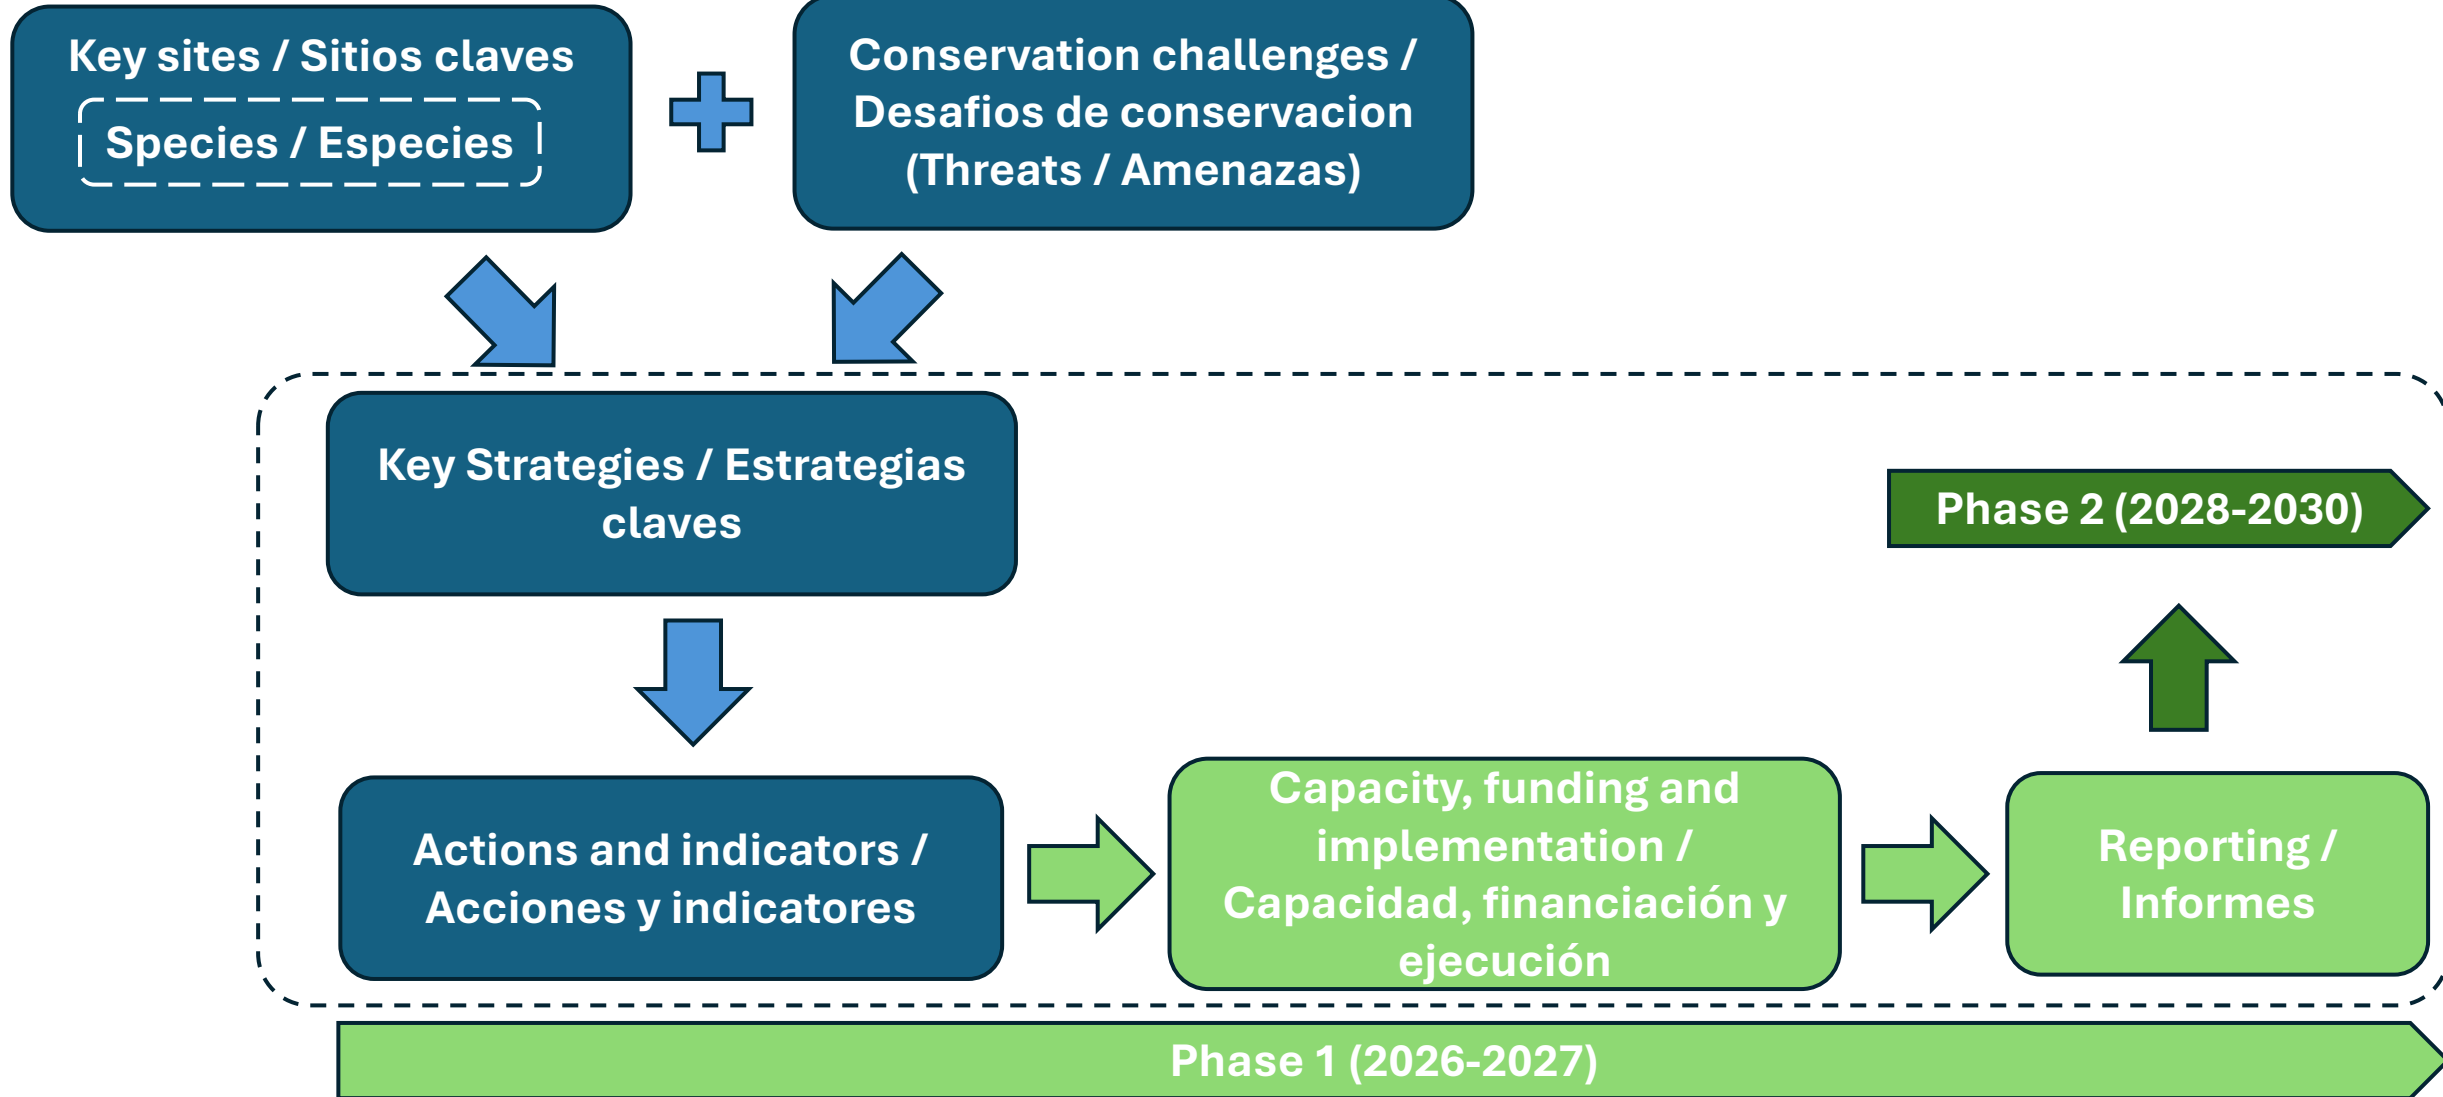 Key sites / Sitios claves
Species / Especies
Conservation challenges /
Desafios de conservacion
(Threats / Amenazas)
Key Strategies / Estrategias
claves
Phase 2 (2028-2030)
Actions and indicators /
Acciones y indicatores
Capacity, funding and
implementation /
Capacidad, financiación y
ejecución
Reporting /
Informes
Phase 1 (2026-2027)